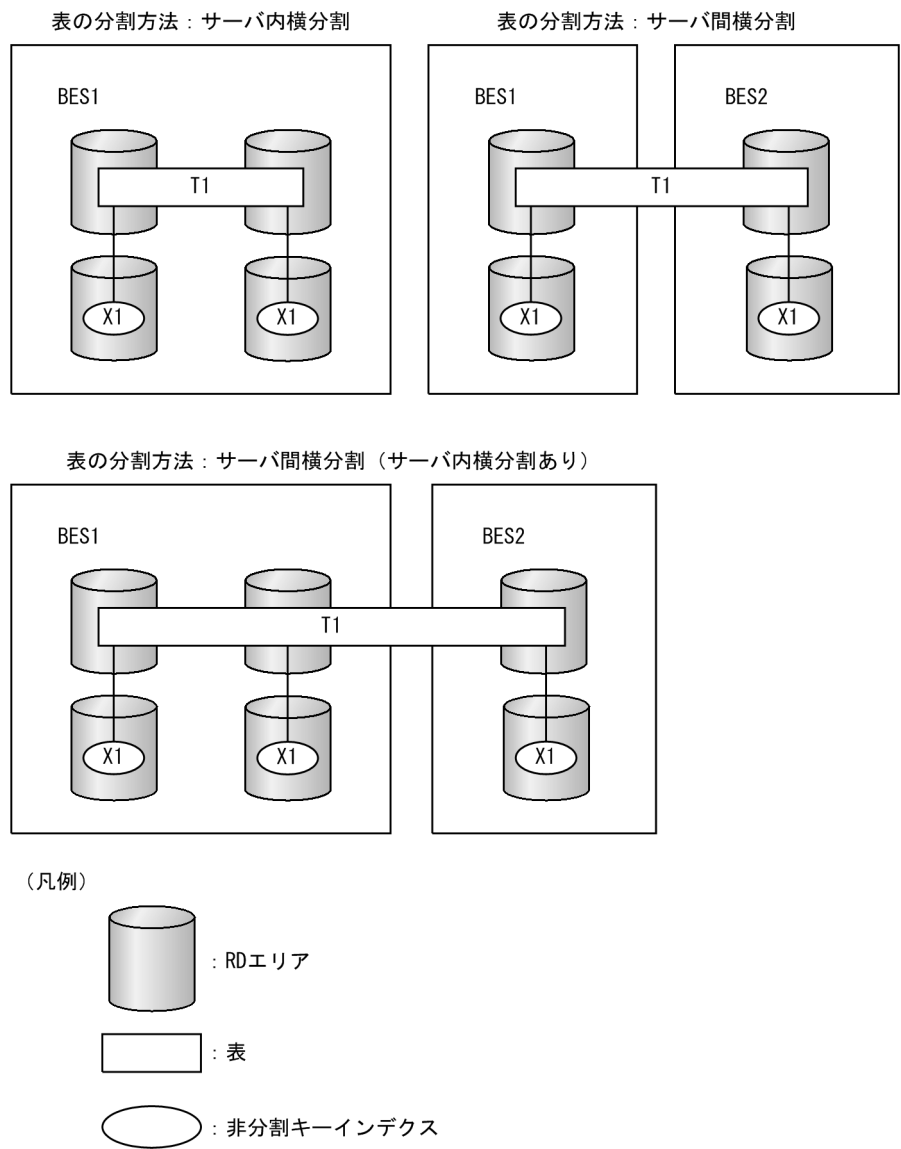 表の分割方法：サーバ内横分割
BES1
T1
X1
X1
表の分割方法：サーバ間横分割
BES1
BES2
T1
X1
X1
表の分割方法：サーバ間横分割（サーバ内横分割あり）
BES1
BES2
T1
X1
X1
X1
（凡例）
：RDエリア
：表
：非分割キーインデクス